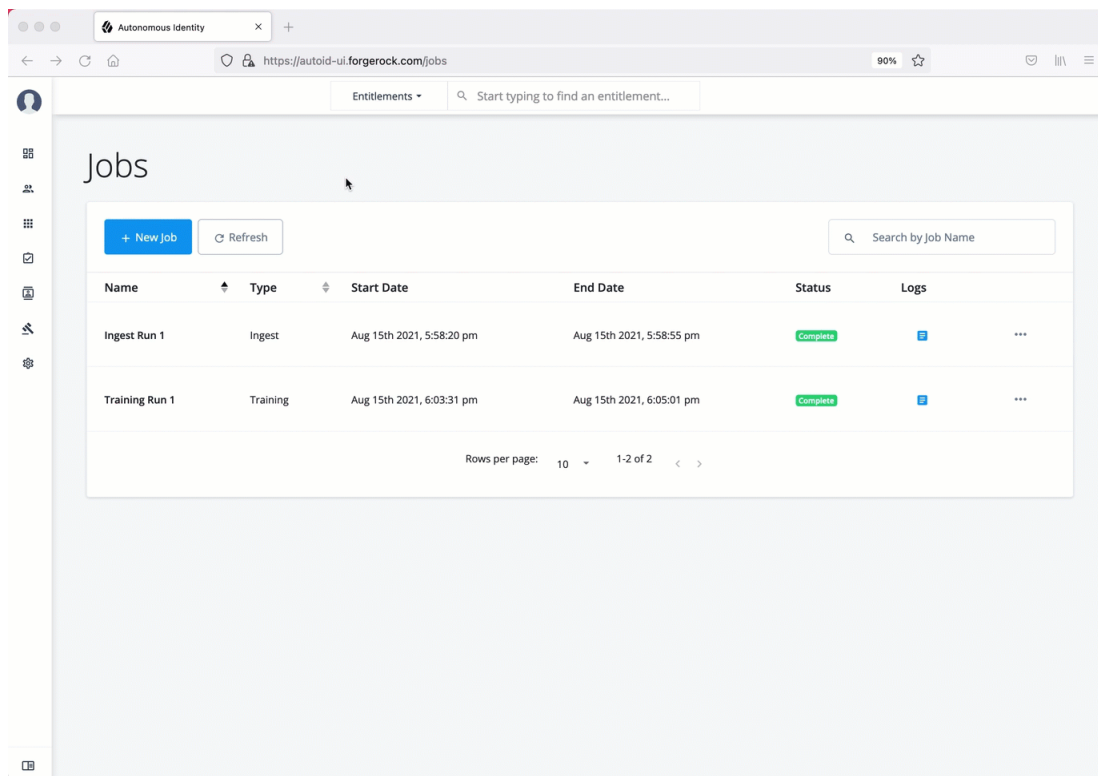 Autonomous Identity
https://autoid-ui.forgerock.com/jobs
90%
Entitlements
Start typing to find an entitlement...
Jobs
+ New Job
Refresh
Search by Job Name
Name Type Start Date End Date Status Logs
Ingest Run 1 Ingest Aug 15th 2021, 5:58:20 pm Aug 15th 2021, 5:58:55 pm Complete
Training Run 1 Training Aug 15th 2021, 6:03:31 pm Aug 15th 2021, 6:05:01 pm Complete
Rows per page: 10 1-2 of 2